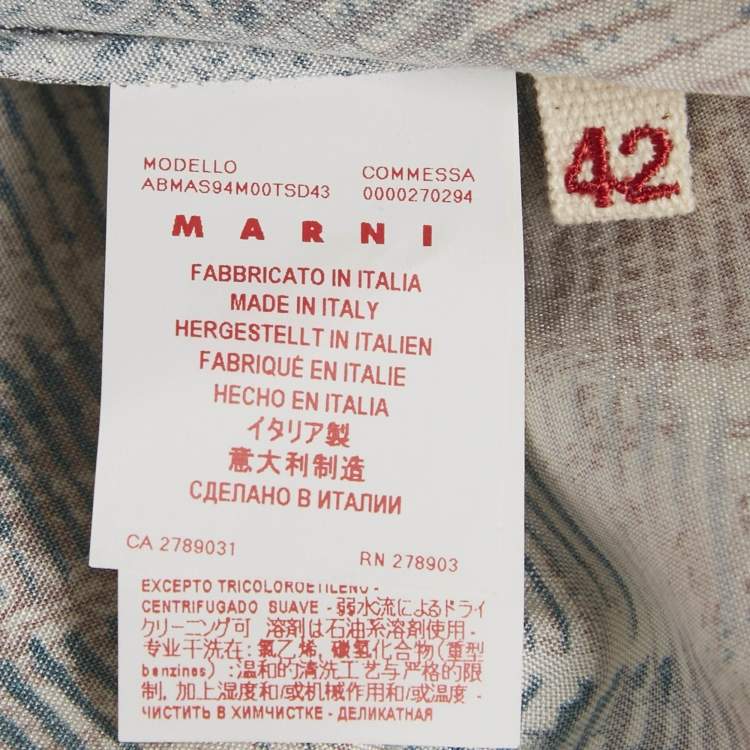 MODELLO
ABMAS94M00TSD43
COMMESSA
0000270294
42
MARNI
FABBRICATO IN ITALIA
MADE IN ITALY
HERGESTELLT IN ITALIEN
FABRIQUÉ EN ITALIE
HECHO EN ITALIA
イタリア製
意大利制造
СДЕЛАНО В ИТАЛИИ
CA 2789031
RN 278903
EXCEPTO TRICOLOROETILENO -
CENTRIFUGADO SUAVE - 弱水流によるドライ
クリーニング可 溶剤は石油系溶剤使用 -
专业干洗在: 氯乙烯, 碳氢化合物 (重型
benzines) :温和的清洗工艺与严格的限
制, 加上湿度和/或机械作用和/或温度 -
ЧИСТИТЬ В ХИМЧИСТКЕ - ДЕЛИКАТНАЯ